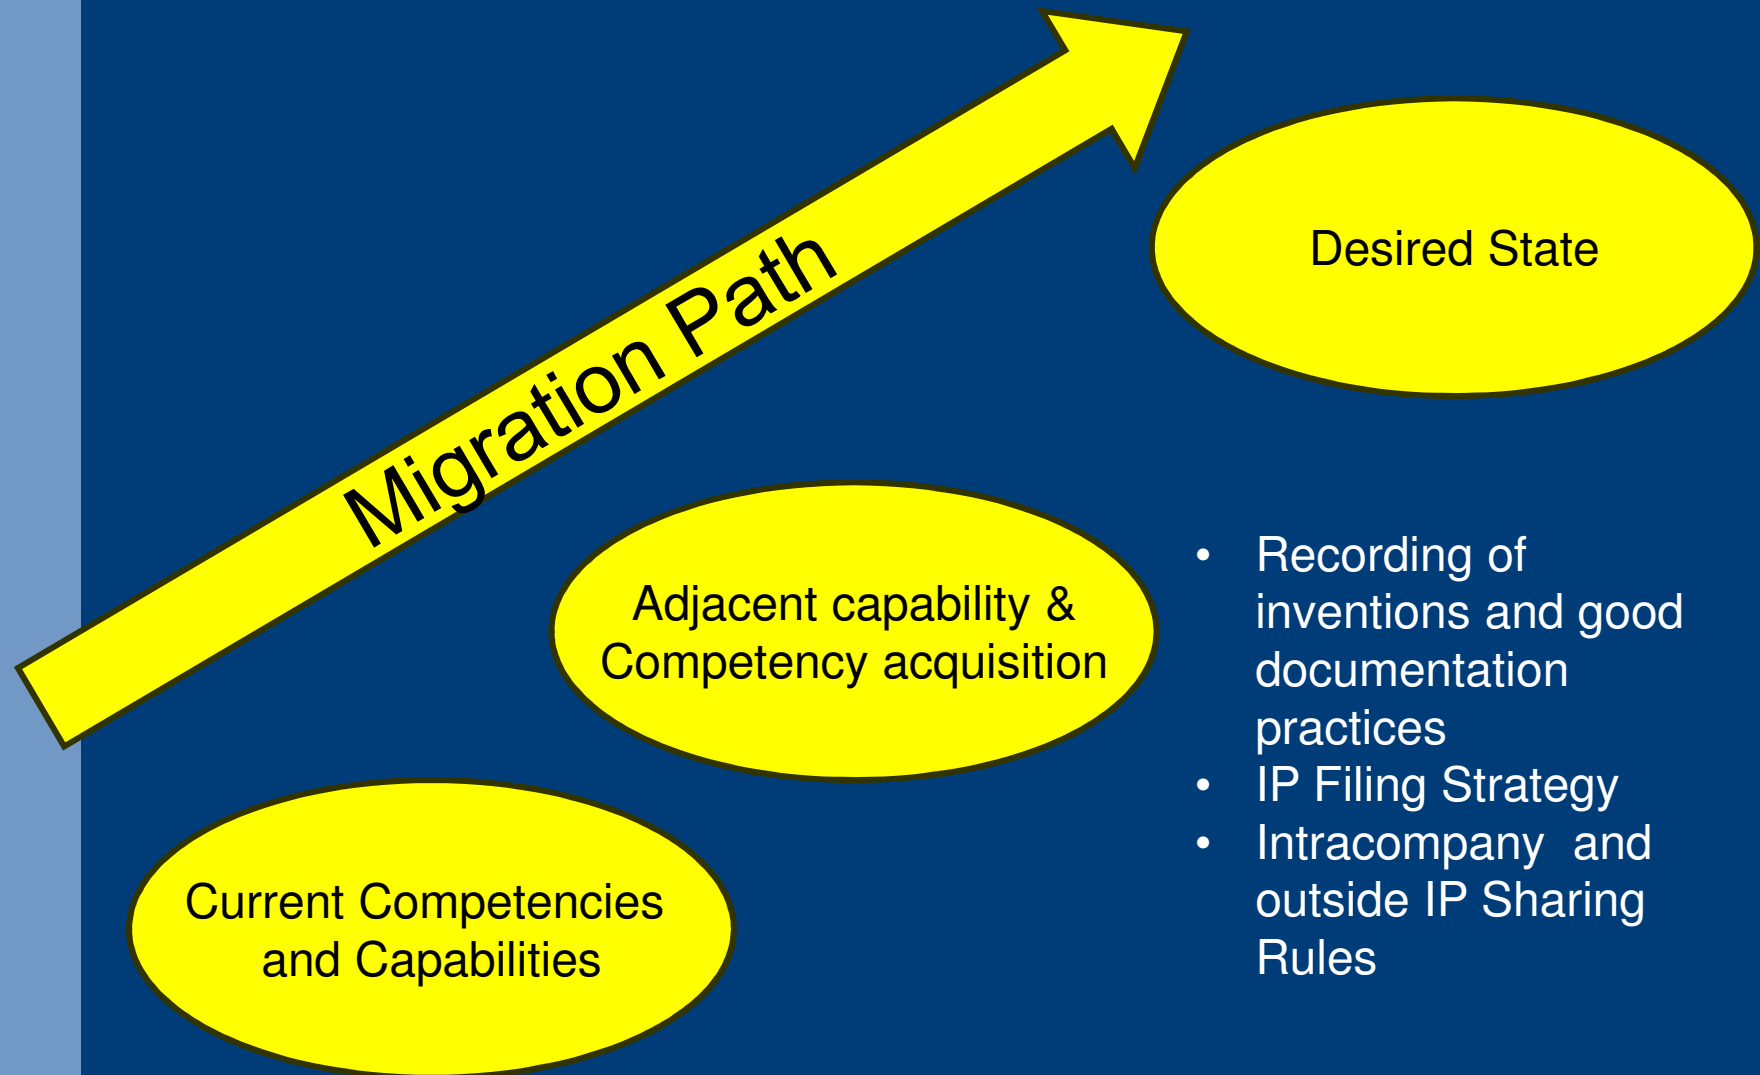 Migration Path
Desired State
Adjacent capability &
Competency acquisition
Current Competencies
and Capabilities
• Recording of
inventions and good
documentation
practices
• IP Filing Strategy
• Intracompany  and
outside IP Sharing
Rules